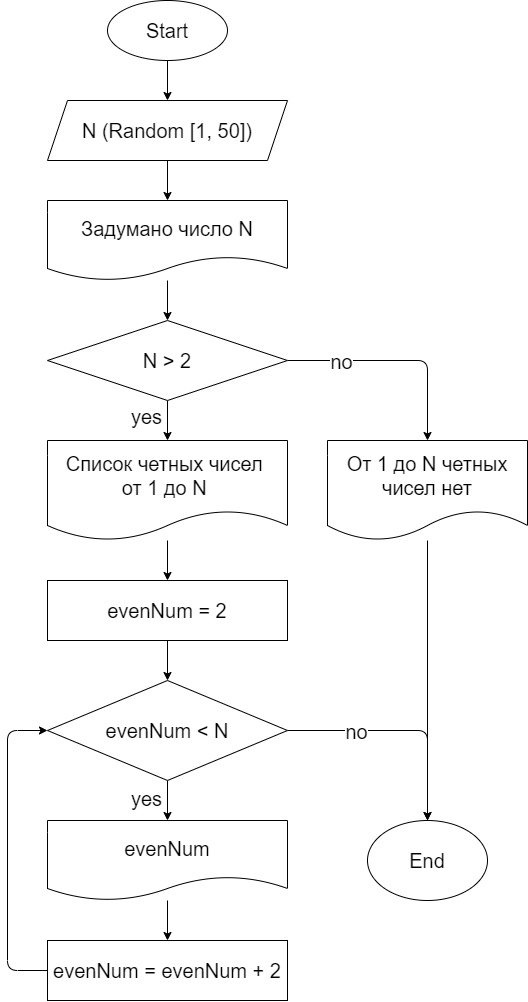 Start
N (Random [1, 50])
Задумано число N
N > 2
no
yes
Список четных чисел
от 1 до N
От 1 до N четных
чисел нет
evenNum = 2
evenNum < N
no
yes
evenNum
End
evenNum = evenNum + 2